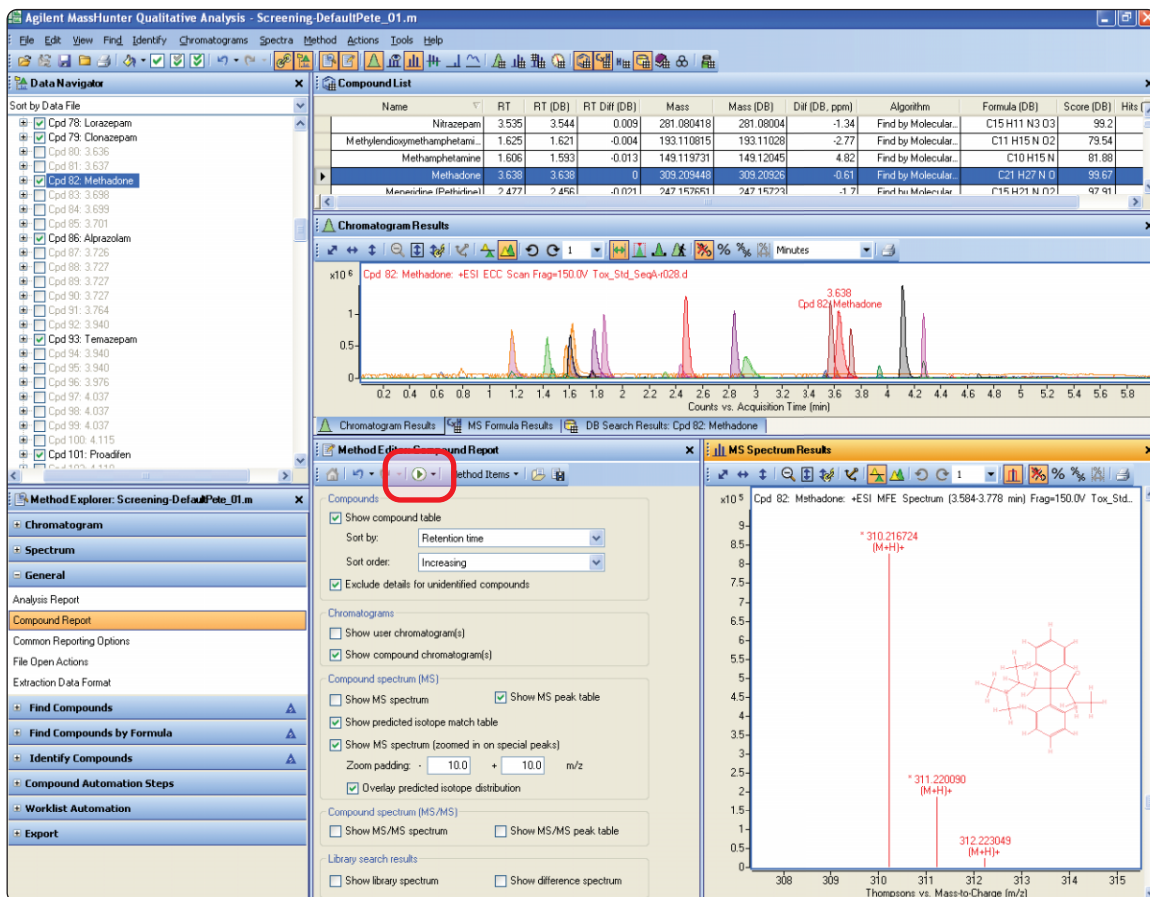 Agilent MassHunter Qualitative Analysis - Screening-DefaultPete_01.m
File Edit View Find Identify Chromatograms Spectra Method Actions Tools Help
Data Navigator
Sort by Data File
Cpd 78: Lorazepam
Cpd 79: Clonazepam
Cpd 80: 3.636
Cpd 81: 3.637
Cpd 82: Methadone
Cpd 83: 3.698
Cpd 84: 3.699
Cpd 85: 3.701
Cpd 86: Alprazolam
Cpd 87: 3.726
Cpd 88: 3.727
Cpd 89: 3.727
Cpd 90: 3.727
Cpd 91: 3.764
Cpd 92: 3.940
Cpd 93: Temazepam
Cpd 94: 3.940
Cpd 95: 3.940
Cpd 96: 3.976
Cpd 97: 4.037
Cpd 98: 4.037
Cpd 99: 4.037
Cpd 100: 4.115
Cpd 101: Proadifen
Compound List
Name RT RT (DB) RT Diff (DB) Mass Mass (DB) Diff (DB, ppm) Algorithm Formula (DB) Score (DB) Hits (
Nitrazepam 3.535 3.544 0.009 281.080418 281.08004 -1.34 Find by Molecular... C15 H11 N3 O3 99.2
Methylendioxymethamphetami... 1.625 1.621 -0.004 193.110815 193.11028 -2.77 Find by Molecular... C11 H15 N O2 79.54
Methamphetamine 1.606 1.593 -0.013 149.119731 149.12045 4.82 Find by Molecular... C10 H15 N 81.88
Methadone 3.638 3.638 0 309.209448 309.20926 -0.61 Find by Molecular... C21 H27 N O 99.67
Meperidine (Pethidine) 2.477 2.456 -0.021 247.157651 247.15723 -1.7 Find by Molecular... C15 H21 N O2 97.91
Chromatogram Results
1 Minutes
x10 6 Cpd 82: Methadone: +ESI ECC Scan Frag=150.0V Tox_Std_SeqA-r028.d
3.638
Cpd 82: Methadone
1
0.5
0
0.2 0.4 0.6 0.8 1 1.2 1.4 1.6 1.8 2 2.2 2.4 2.6 2.8 3 3.2 3.4 3.6 3.8 4 4.2 4.4 4.6 4.8 5 5.2 5.4 5.6 5.8
Counts vs. Acquisition Time (min)
Chromatogram Results MS Formula Results DB Search Results: Cpd 82: Methadone
Method Explorer: Screening-DefaultPete_01.m
Chromatogram
Spectrum
General
Analysis Report
Compound Report
Common Reporting Options
File Open Actions
Extraction Data Format
Find Compounds
Find Compounds by Formula
Identify Compounds
Compound Automation Steps
Worklist Automation
Export
Method Editor: Compound Report
Method Items
Compounds
Show compound table
Sort by: Retention time
Sort order: Increasing
Exclude details for unidentified compounds
Chromatograms
Show user chromatogram(s)
Show compound chromatogram(s)
Compound spectrum (MS)
Show MS spectrum Show MS peak table
Show predicted isotope match table
Show MS spectrum (zoomed in on special peaks)
Zoom padding: - 10.0 + 10.0 m/z
Overlay predicted isotope distribution
Compound spectrum (MS/MS)
Show MS/MS spectrum Show MS/MS peak table
Library search results
Show library spectrum Show difference spectrum
MS Spectrum Results
1
x10 5 Cpd 82: Methadone: +ESI MFE Spectrum (3.584-3.778 min) Frag=150.0V Tox_Std...
9
8.5
8
7.5
7
6.5
6
5.5
5
4.5
4
3.5
3
2.5
2
1.5
1
0.5
0
* 310.216724
(M+H)+
* 311.220090
(M+H)+
312.223049
(M+H)+
308 309 310 311 312 313 314 315
Thompsons vs. Mass-to-Charge (m/z)